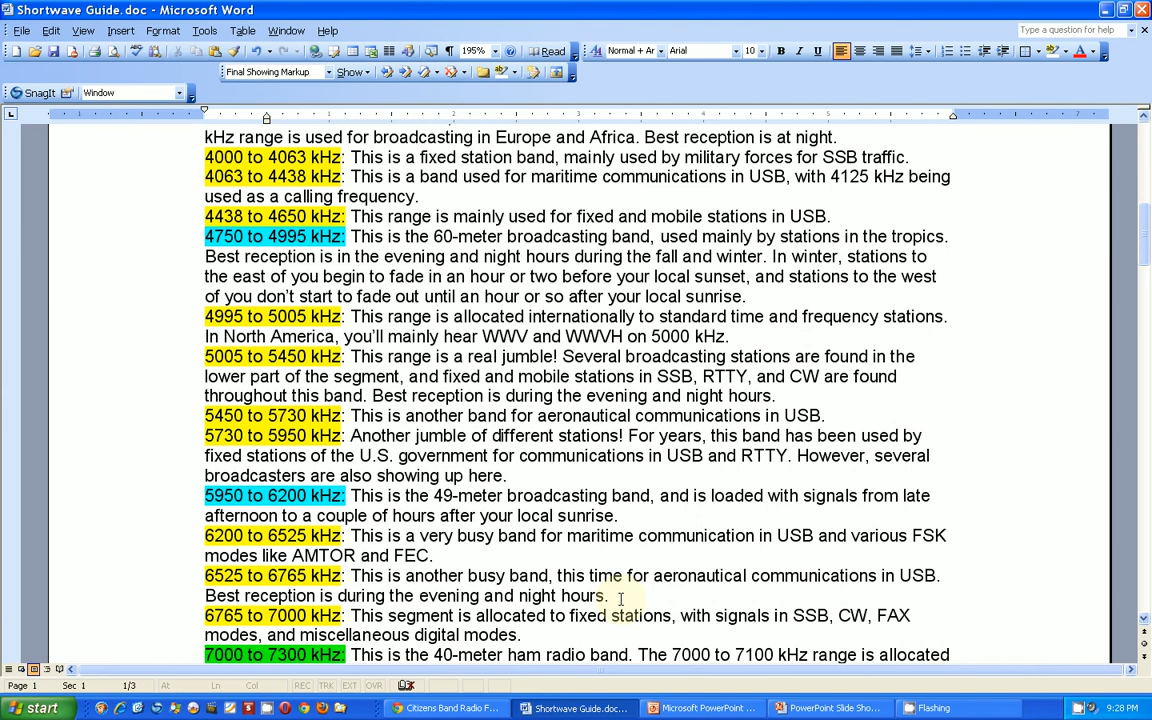 Shortwave Guide.doc - Microsoft Word
File Edit View Insert Format Tools Table Window Help
Type a question for help
195% Read Normal + Ar Arial 10 B I U
Final Showing Markup Show
SnagIt Window
1 1 2 3 4 5 7
kHz range is used for broadcasting in Europe and Africa. Best reception is at night.
4000 to 4063 kHz: This is a fixed station band, mainly used by military forces for SSB traffic.
4063 to 4438 kHz: This is a band used for maritime communications in USB, with 4125 kHz being
used as a calling frequency.
4438 to 4650 kHz: This range is mainly used for fixed and mobile stations in USB.
4750 to 4995 kHz: This is the 60-meter broadcasting band, used mainly by stations in the tropics.
Best reception is in the evening and night hours during the fall and winter. In winter, stations to
the east of you begin to fade in an hour or two before your local sunset, and stations to the west
of you don't start to fade out until an hour or so after your local sunrise.
4995 to 5005 kHz: This range is allocated internationally to standard time and frequency stations.
In North America, you'll mainly hear WWV and WWVH on 5000 kHz.
5005 to 5450 kHz: This range is a real jumble! Several broadcasting stations are found in the
lower part of the segment, and fixed and mobile stations in SSB, RTTY, and CW are found
throughout this band. Best reception is during the evening and night hours.
5450 to 5730 kHz: This is another band for aeronautical communications in USB.
5730 to 5950 kHz: Another jumble of different stations! For years, this band has been used by
fixed stations of the U.S. government for communications in USB and RTTY. However, several
broadcasters are also showing up here.
5950 to 6200 kHz: This is the 49-meter broadcasting band, and is loaded with signals from late
afternoon to a couple of hours after your local sunrise.
6200 to 6525 kHz: This is a very busy band for maritime communication in USB and various FSK
modes like AMTOR and FEC.
6525 to 6765 kHz: This is another busy band, this time for aeronautical communications in USB.
Best reception is during the evening and night hours.
6765 to 7000 kHz: This segment is allocated to fixed stations, with signals in SSB, CW, FAX
modes, and miscellaneous digital modes.
7000 to 7300 kHz: This is the 40-meter ham radio band. The 7000 to 7100 kHz range is allocated
Page 1 Sec 1 1/3 At Ln Col REC TRK EXT OVR
start Citizens Band Radio F... Shortwave Guide.doc... Microsoft PowerPoint ... PowerPoint Slide Sho... Flashing 9:28 PM